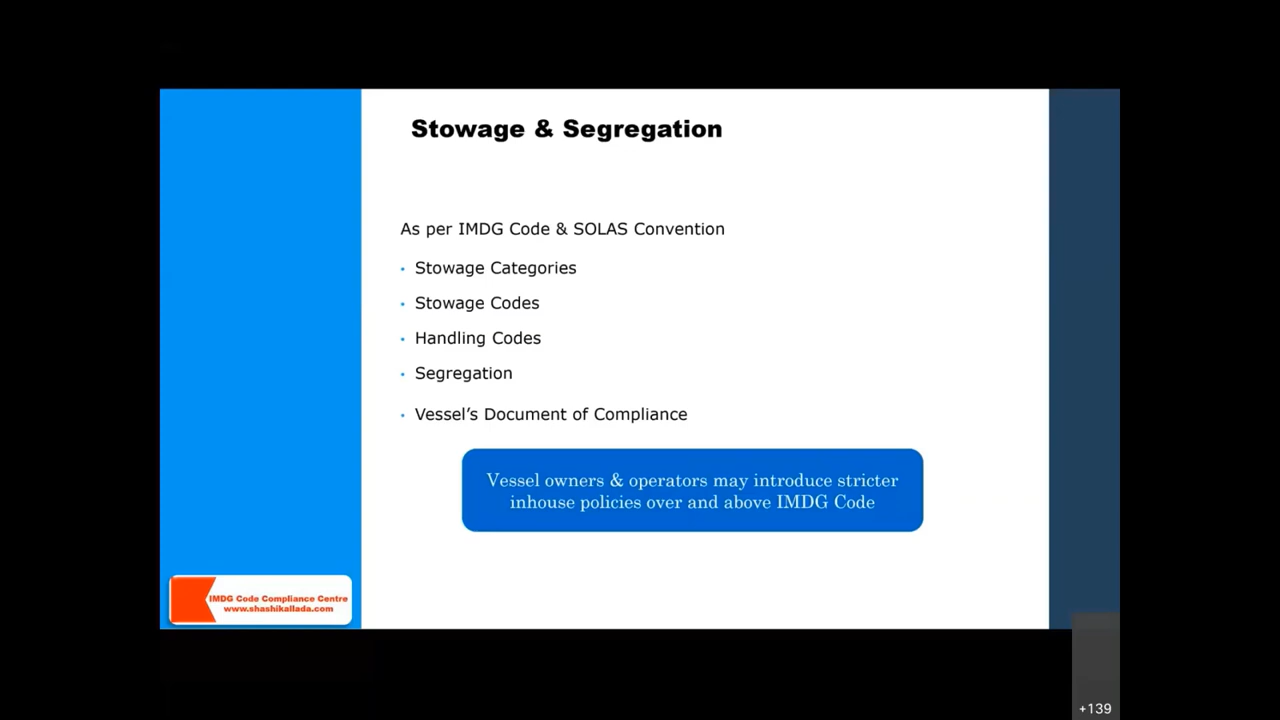 Stowage & Segregation
As per IMDG Code & SOLAS Convention
• Stowage Categories
• Stowage Codes
• Handling Codes
• Segregation
• Vessel’s Document of Compliance
Vessel owners & operators may introduce stricter
inhouse policies over and above IMDG Code
IMDG Code Compliance Centre
www.shashikallada.com
+139